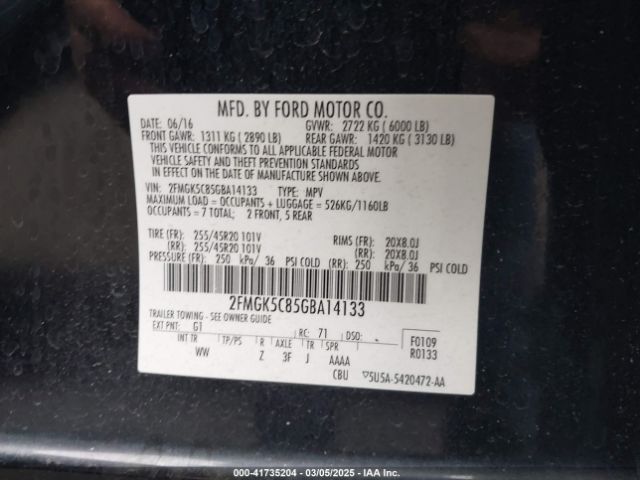 MFD. BY FORD MOTOR CO.
DATE: 06/16 GVWR: 2722 KG ( 6000 LB)
FRONT GAWR: 1311 KG ( 2890 LB) REAR GAWR: 1420 KG ( 3130 LB)
THIS VEHICLE CONFORMS TO ALL APPLICABLE FEDERAL MOTOR
VEHICLE SAFETY AND THEFT PREVENTION STANDARDS
IN EFFECT ON THE DATE OF MANUFACTURE SHOWN ABOVE.
VIN: 2FMGK5C85GBA14133 TYPE: MPV
MAXIMUM LOAD = OCCUPANTS + LUGGAGE = 526KG/1160LB
OCCUPANTS = 7 TOTAL; 2 FRONT, 5 REAR
TIRE (FR): 255/45R20 101V RIMS (FR): 20X8.0J
(RR): 255/45R20 101V (RR): 20X8.0J
PRESSURE (FR): 250 kPa/ 36 PSI COLD (RR): 250 kPa/ 36 PSI COLD
2FMGK5C85GBA14133
TRAILER TOWING - SEE OWNER GUIDE
EXT PNT: G1 RC: 71 DSO: F0109
INT TR TP/PS R AXLE TR SPR R0133
WW Z 3F J AAAA
CBU ▽5U5A-5420472-AA
000-41735204 - 03/05/2025 - IAA Inc.